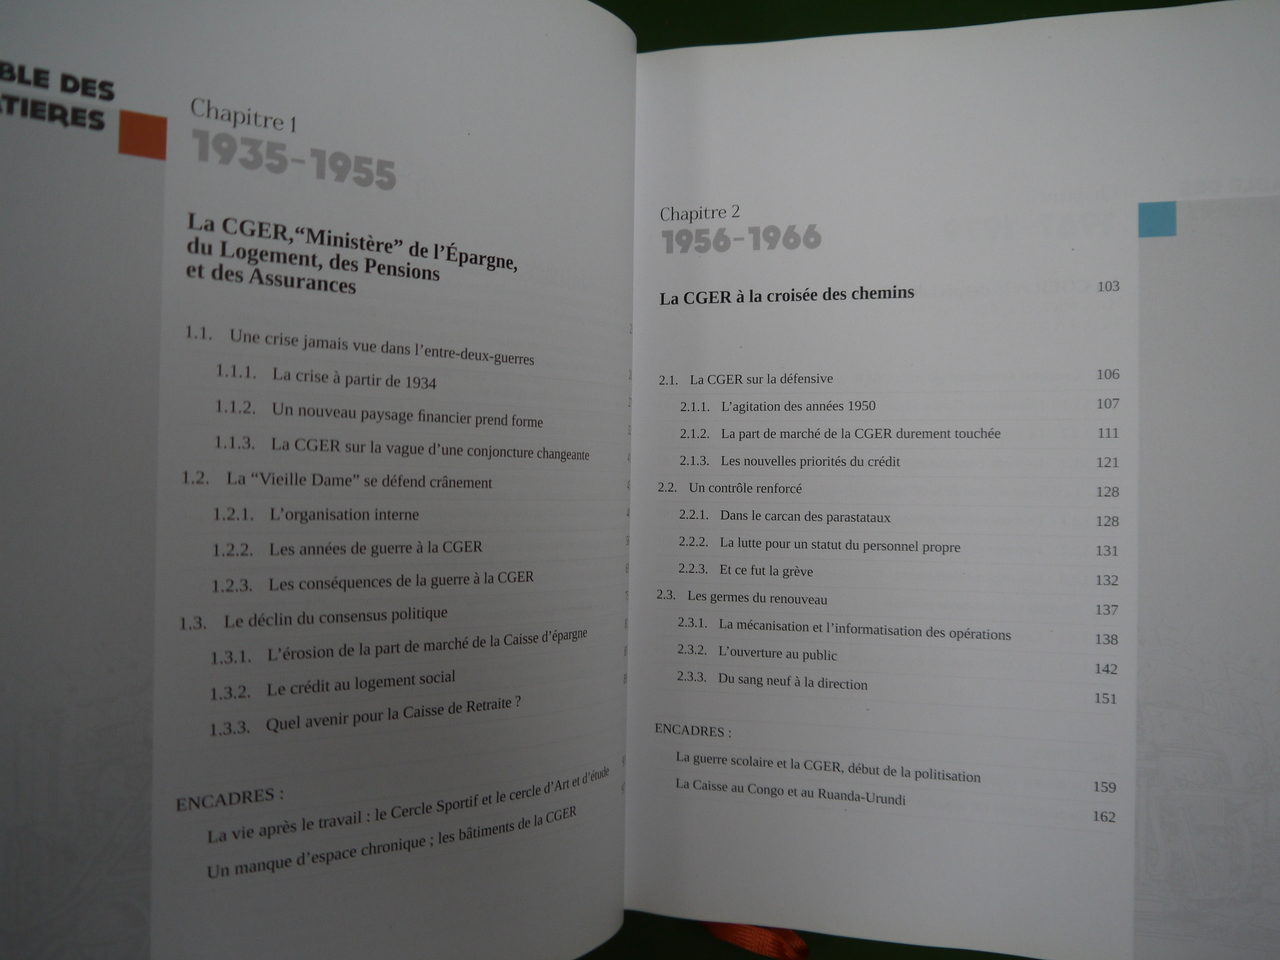 BLE DES
TIERES
Chapitre 1
1935-1955
La CGER,“Ministère” de l’Épargne,
du Logement, des Pensions
et des Assurances
1.1. Une crise jamais vue dans l’entre-deux-guerres
1.1.1. La crise à partir de 1934
1.1.2. Un nouveau paysage financier prend forme
1.1.3. La CGER sur la vague d’une conjoncture changeante
1.2. La “Vieille Dame” se défend crânement
1.2.1. L’organisation interne
1.2.2. Les années de guerre à la CGER
1.2.3. Les conséquences de la guerre à la CGER
1.3. Le déclin du consensus politique
1.3.1. L’érosion de la part de marché de la Caisse d’épargne
1.3.2. Le crédit au logement social
1.3.3. Quel avenir pour la Caisse de Retraite ?
ENCADRES :
La vie après le travail : le Cercle Sportif et le cercle d’Art et d’étude
Un manque d’espace chronique ; les bâtiments de la CGER
Chapitre 2
1956-1966
La CGER à la croisée des chemins 103
2.1. La CGER sur la défensive 106
2.1.1. L’agitation des années 1950 107
2.1.2. La part de marché de la CGER durement touchée 111
2.1.3. Les nouvelles priorités du crédit 121
2.2. Un contrôle renforcé 128
2.2.1. Dans le carcan des parastataux 128
2.2.2. La lutte pour un statut du personnel propre 131
2.2.3. Et ce fut la grève 132
2.3. Les germes du renouveau 137
2.3.1. La mécanisation et l’informatisation des opérations 138
2.3.2. L’ouverture au public 142
2.3.3. Du sang neuf à la direction 151
ENCADRES :
La guerre scolaire et la CGER, début de la politisation 159
La Caisse au Congo et au Ruanda-Urundi 162